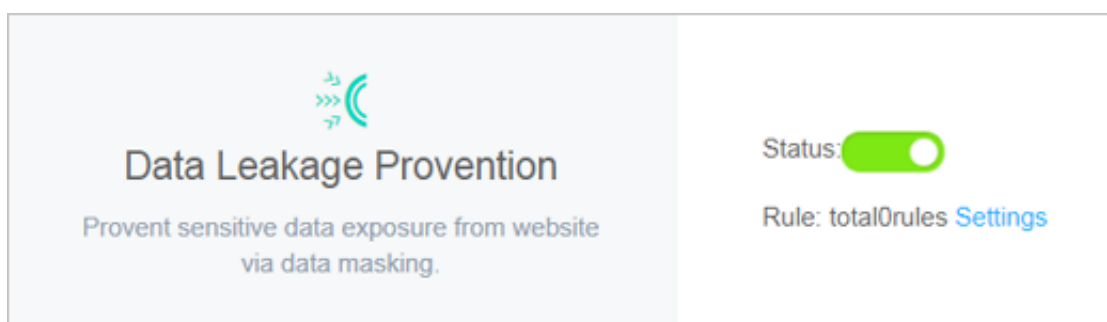 Data Leakage Provention
Provent sensitive data exposure from website
via data masking.
Status:
Rule: total0rules Settings